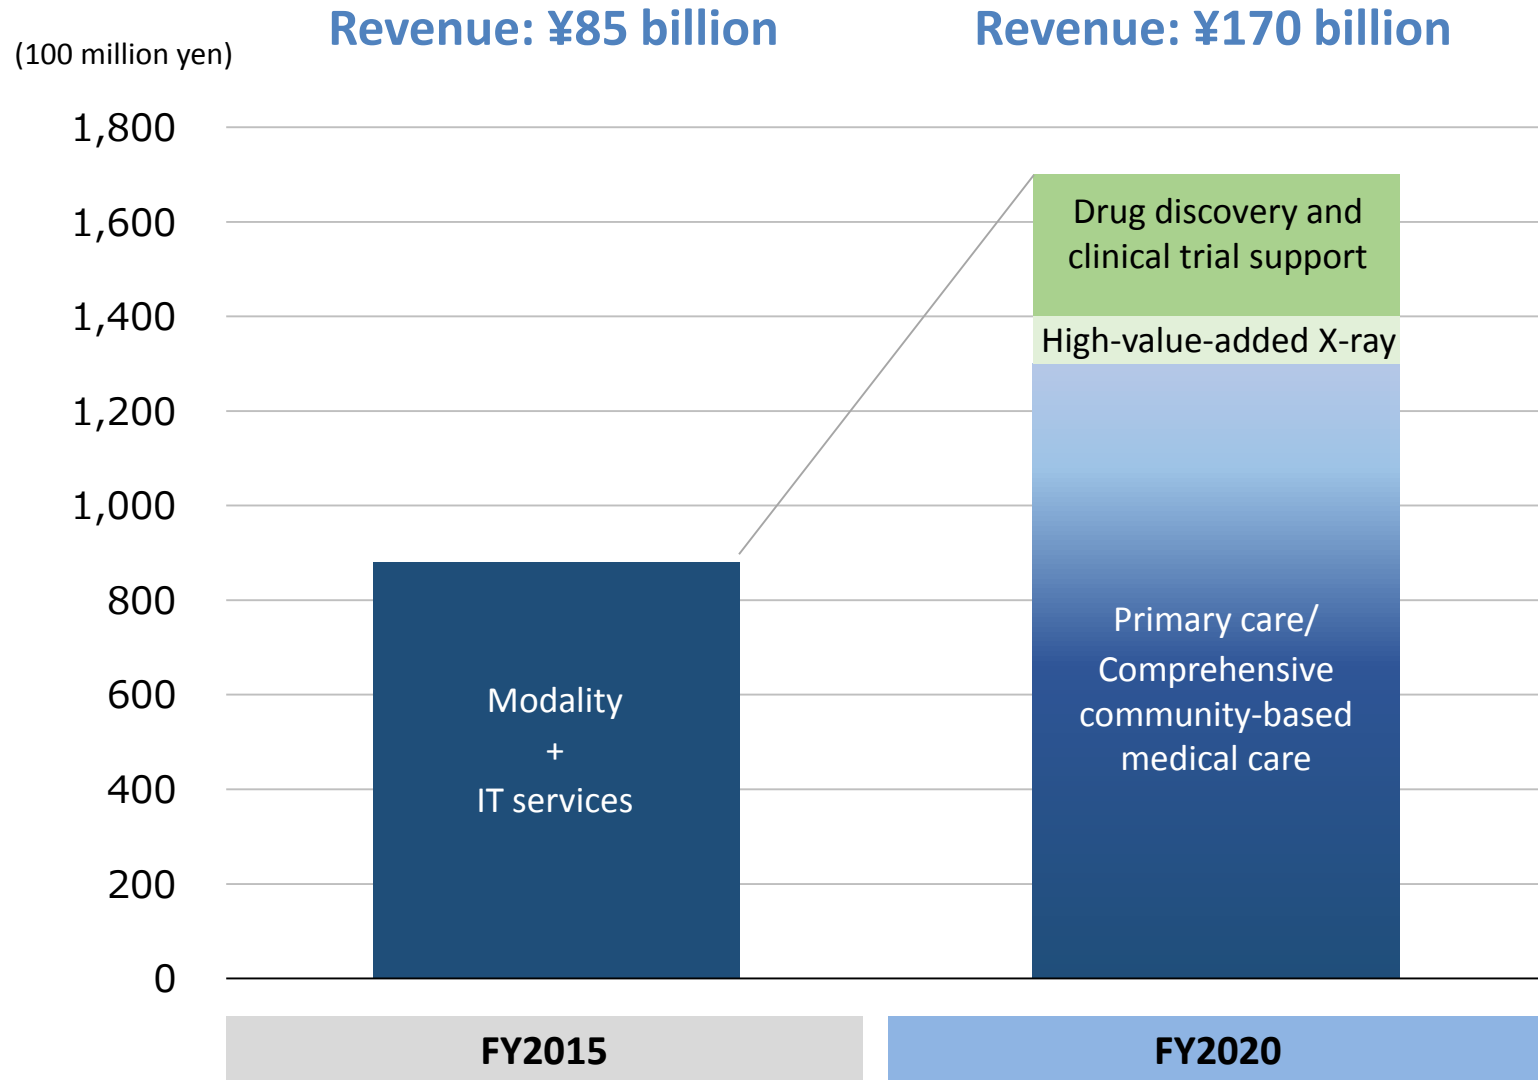 Revenue: ¥85 billion
Revenue: ¥170 billion
(100 million yen)
1,800
1,600
1,400
1,200
1,000
800
600
400
200
0
Modality
+
IT services
Drug discovery and
clinical trial support
High-value-added X-ray
Primary care/
Comprehensive
community-based
medical care
FY2015
FY2020